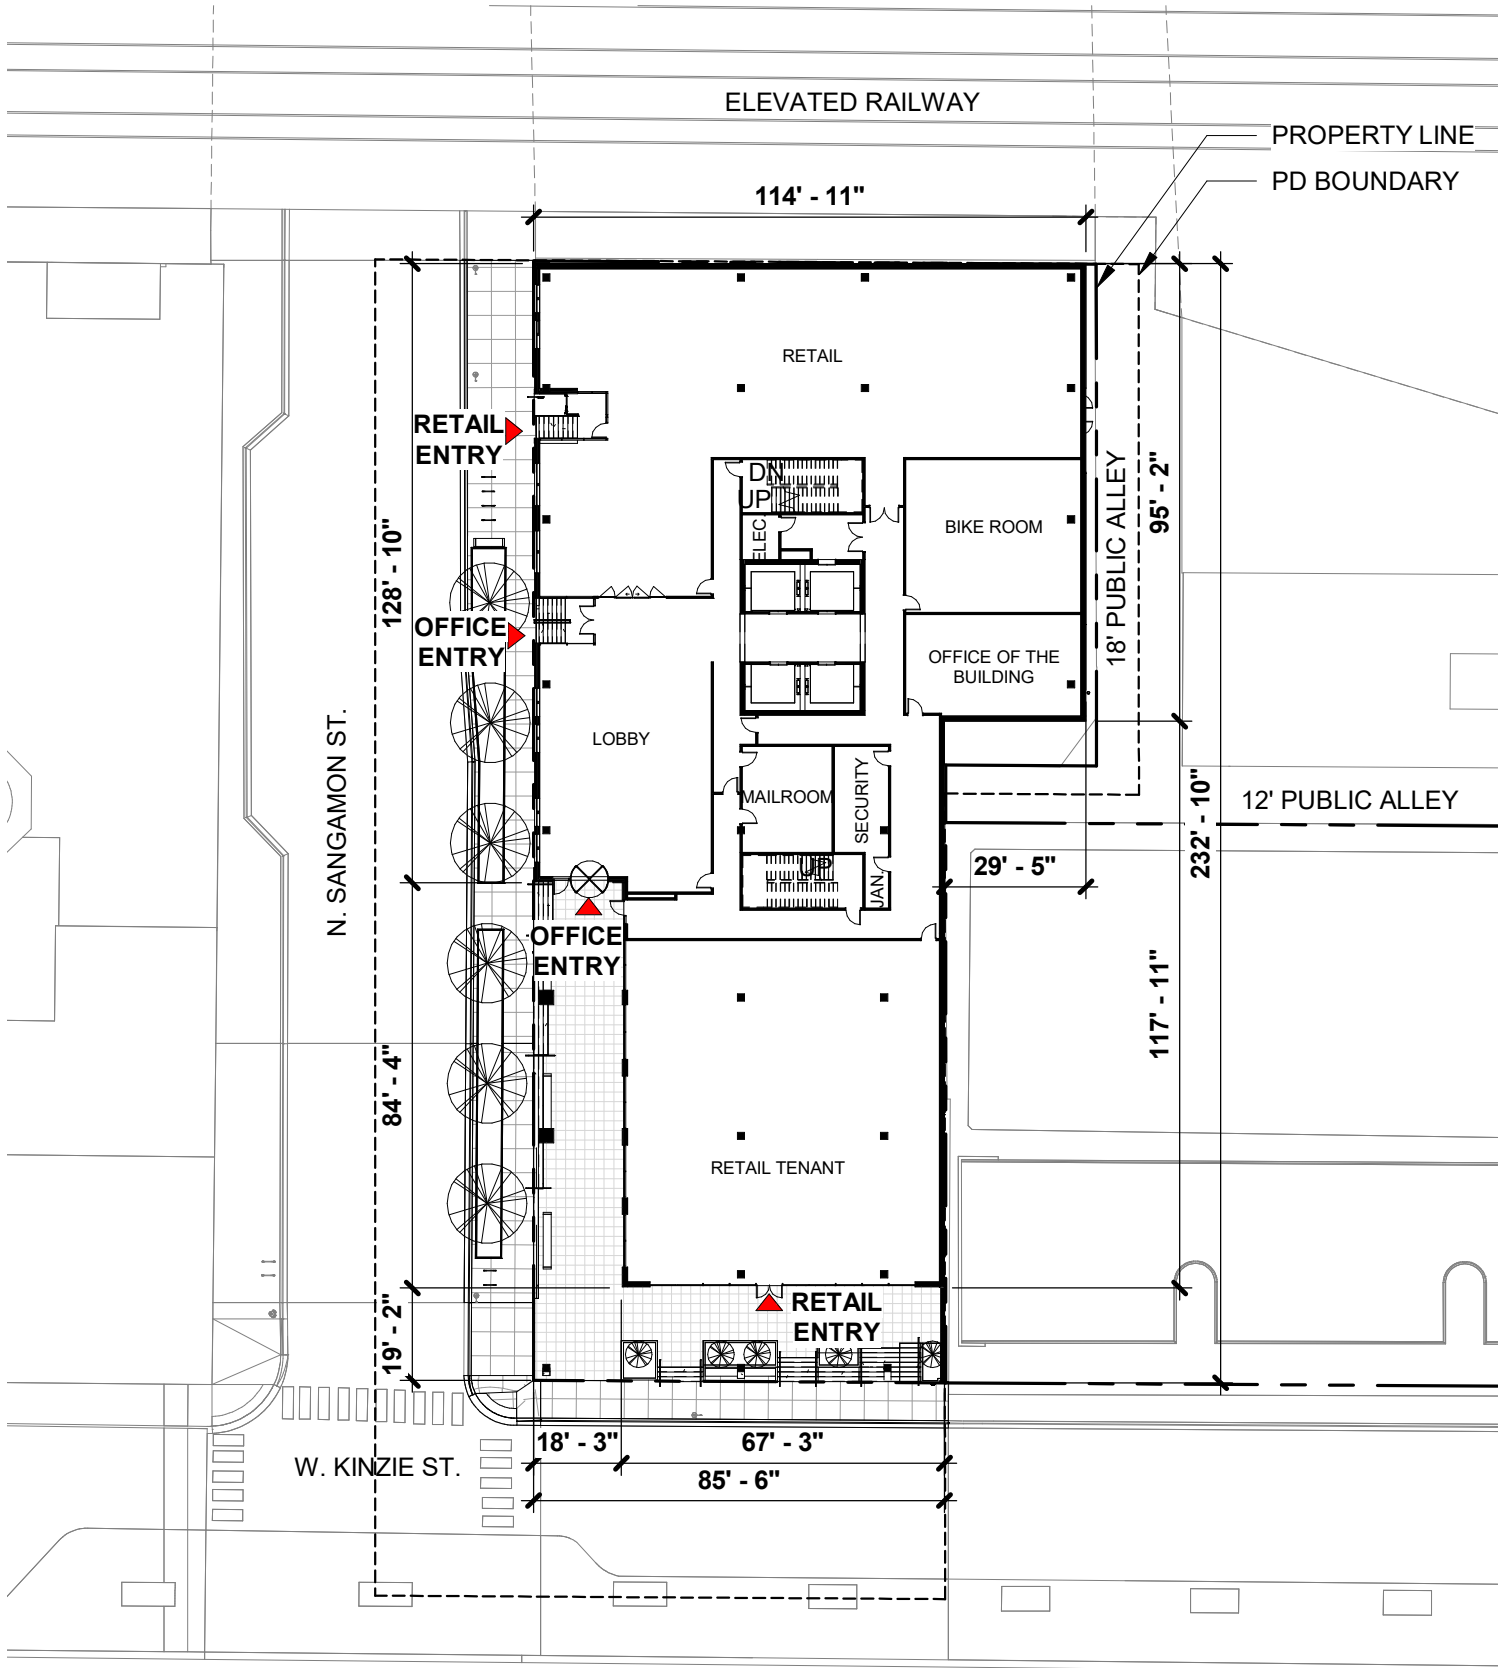 ELEVATED RAILWAY
PROPERTY LINE
PD BOUNDARY
114' - 11"
RETAIL
RETAIL
ENTRY
DN
UP
ELEC.
BIKE ROOM
18' PUBLIC ALLEY
95' - 2"
128' - 10"
OFFICE
ENTRY
OFFICE OF THE
BUILDING
N. SANGAMON ST.
LOBBY
MAILROOM
SECURITY
12' PUBLIC ALLEY
232' - 10"
UP
JAN.
29' - 5"
OFFICE
ENTRY
117' - 11"
84' - 4"
RETAIL TENANT
RETAIL
ENTRY
19' - 2"
18' - 3"
67' - 3"
W. KINZIE ST.
85' - 6"